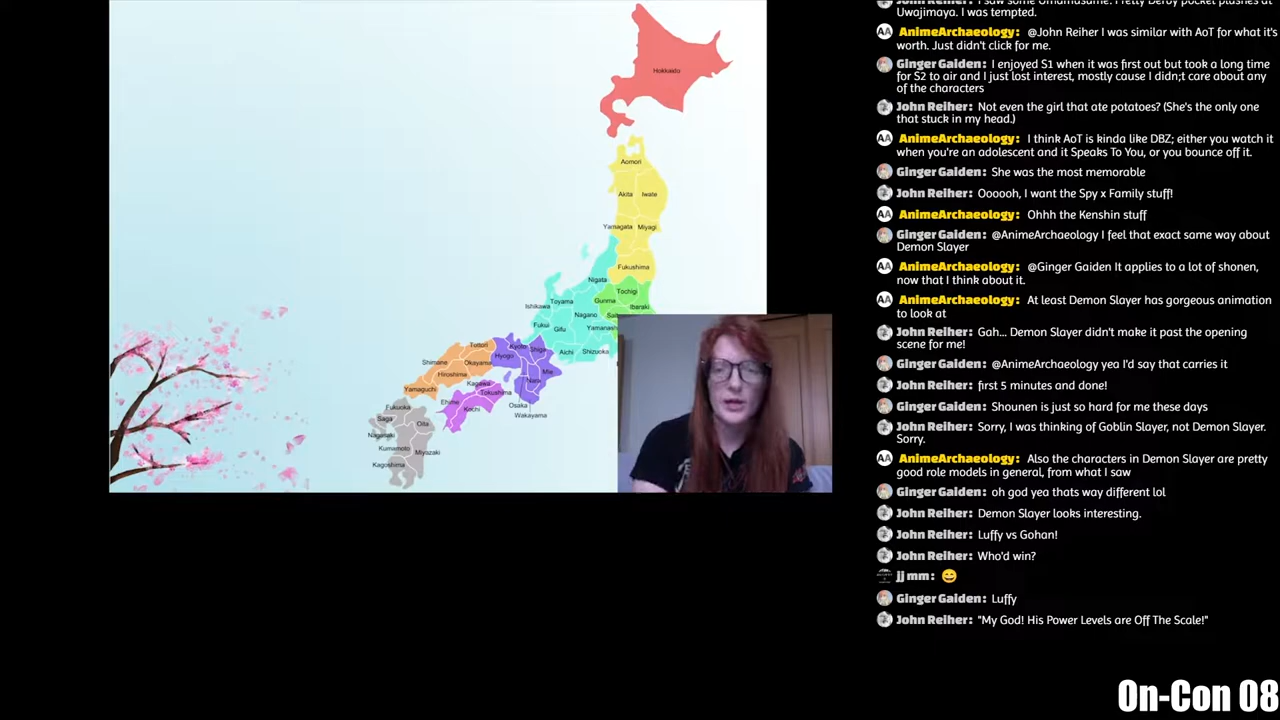 Hokkaido
Aomori
Akita
Iwate
Yamagata
Miyagi
Fukushima
Nigata
Tochigi
Ishikawa
Toyama
Gunma
Ibaraki
Nagano
Fukui
Gifu
Yamanash
Aichi
Shizuoka
Tottori
Kyoto
Shiga
Shimane
Okayama
Hyogo
Hiroshima
Mie
Nara
Yamaguchi
Kagawa
Tokushima
Ehime
Kochi
Osaka
Wakayama
Fukuoka
Saga
Oita
Nagasaki
Kumamoto
Miyazaki
Kagoshima
Uwajimaya. I was tempted.
AA AnimeArchaeology: @John Reiher I was similar with AoT for what it's
worth. Just didn't click for me.
Ginger Gaiden: I enjoyed S1 when it was first out but took a long time
for S2 to air and I just lost interest, mostly cause I didn;t care about any
of the characters
John Reiher: Not even the girl that ate potatoes? (She's the only one
that stuck in my head.)
AA AnimeArchaeology: I think AoT is kinda like DBZ; either you watch it
when you're an adolescent and it Speaks To You, or you bounce off it.
Ginger Gaiden: She was the most memorable
John Reiher: Oooooh, I want the Spy x Family stuff!
AA AnimeArchaeology: Ohhh the Kenshin stuff
Ginger Gaiden: @AnimeArchaeology I feel that exact same way about
Demon Slayer
AA AnimeArchaeology: @Ginger Gaiden It applies to a lot of shonen,
now that I think about it.
AA AnimeArchaeology: At least Demon Slayer has gorgeous animation
to look at
John Reiher: Gah... Demon Slayer didn't make it past the opening
scene for me!
Ginger Gaiden: @AnimeArchaeology yea I'd say that carries it
John Reiher: first 5 minutes and done!
Ginger Gaiden: Shounen is just so hard for me these days
John Reiher: Sorry, I was thinking of Goblin Slayer, not Demon Slayer.
Sorry.
AA AnimeArchaeology: Also the characters in Demon Slayer are pretty
good role models in general, from what I saw
Ginger Gaiden: oh god yea thats way different lol
John Reiher: Demon Slayer looks interesting.
John Reiher: Luffy vs Gohan!
John Reiher: Who'd win?
jj mm: 😄
Ginger Gaiden: Luffy
John Reiher: "My God! His Power Levels are Off The Scale!"
On-Con 08